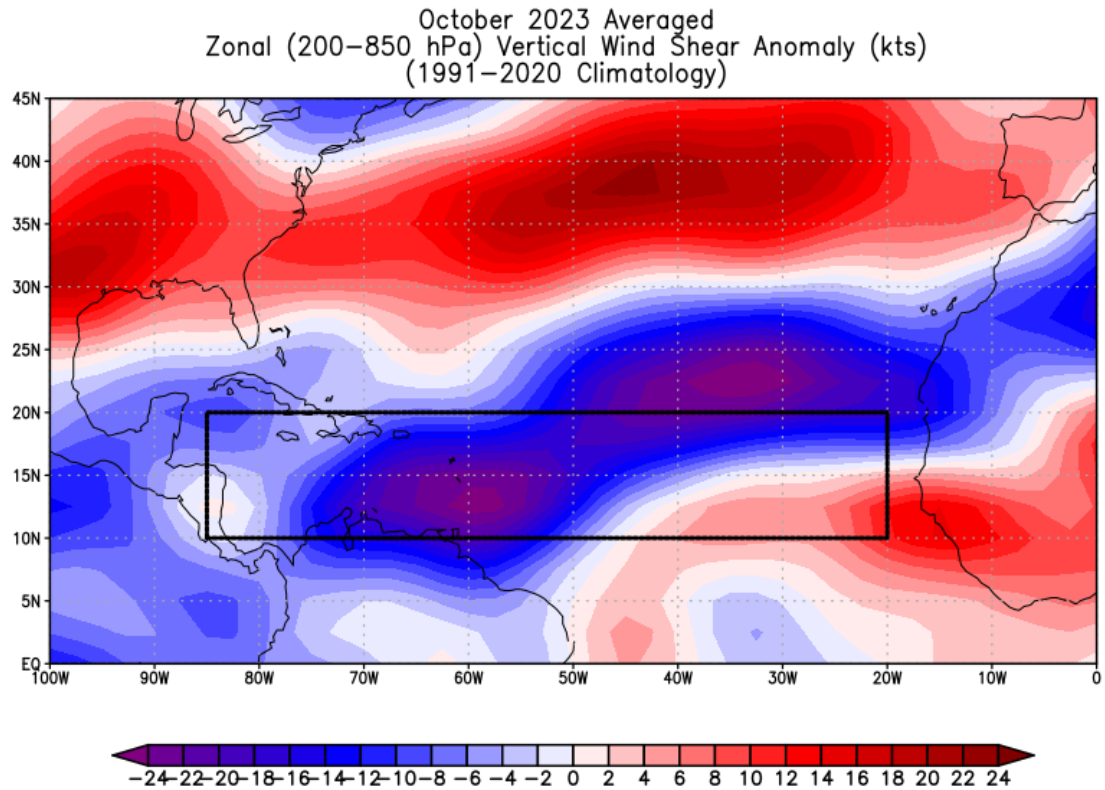 October 2023 Averaged
Zonal (200-850 hPa) Vertical Wind Shear Anomaly (kts)
(1991-2020 Climatology)
45N
40N
35N
30N
25N
20N
15N
10N
5N
EQ
100W 90W 80W 70W 60W 50W 40W 30W 20W 10W 0
-24 -22 -20 -18 -16 -14 -12 -10 -8 -6 -4 -2 0 2 4 6 8 10 12 14 16 18 20 22 24